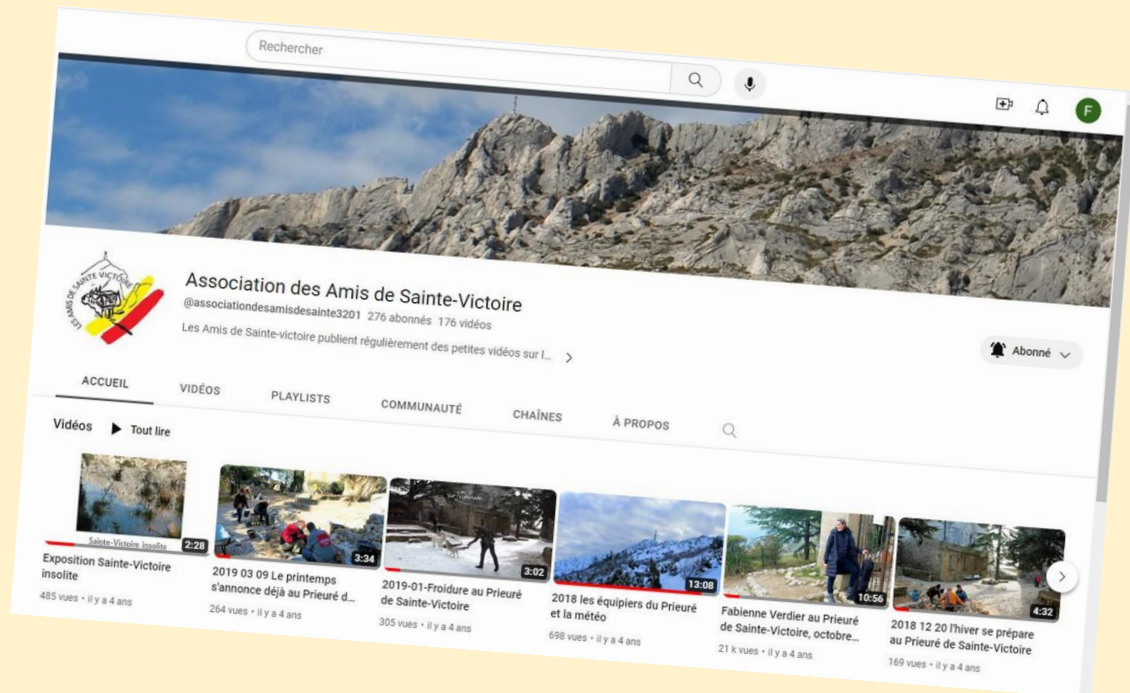 Rechercher
F
LES AMIS DE SAINTE VICTOIRE
Association des Amis de Sainte-Victoire
@associationdesamisdesainte3201 276 abonnés 176 vidéos
Les Amis de Sainte-victoire publient régulièrement des petites vidéos sur l...
Abonné
ACCUEIL VIDÉOS PLAYLISTS COMMUNAUTÉ CHAÎNES À PROPOS
Vidéos Tout lire
Sainte-Victoire insolite
2:28
Exposition Sainte-Victoire
insolite
485 vues • il y a 4 ans
3:34
2019 03 09 Le printemps
s'annonce déjà au Prieuré d...
264 vues • il y a 4 ans
3:02
2019-01-Froidure au Prieuré
de Sainte-Victoire
305 vues • il y a 4 ans
13:08
2018 les équipiers du Prieuré
et la météo
698 vues • il y a 4 ans
10:56
Fabienne Verdier au Prieuré
de Sainte-Victoire, octobre...
21 k vues • il y a 4 ans
4:32
2018 12 20 l'hiver se prépare
au Prieuré de Sainte-Victoire
169 vues • il y a 4 ans